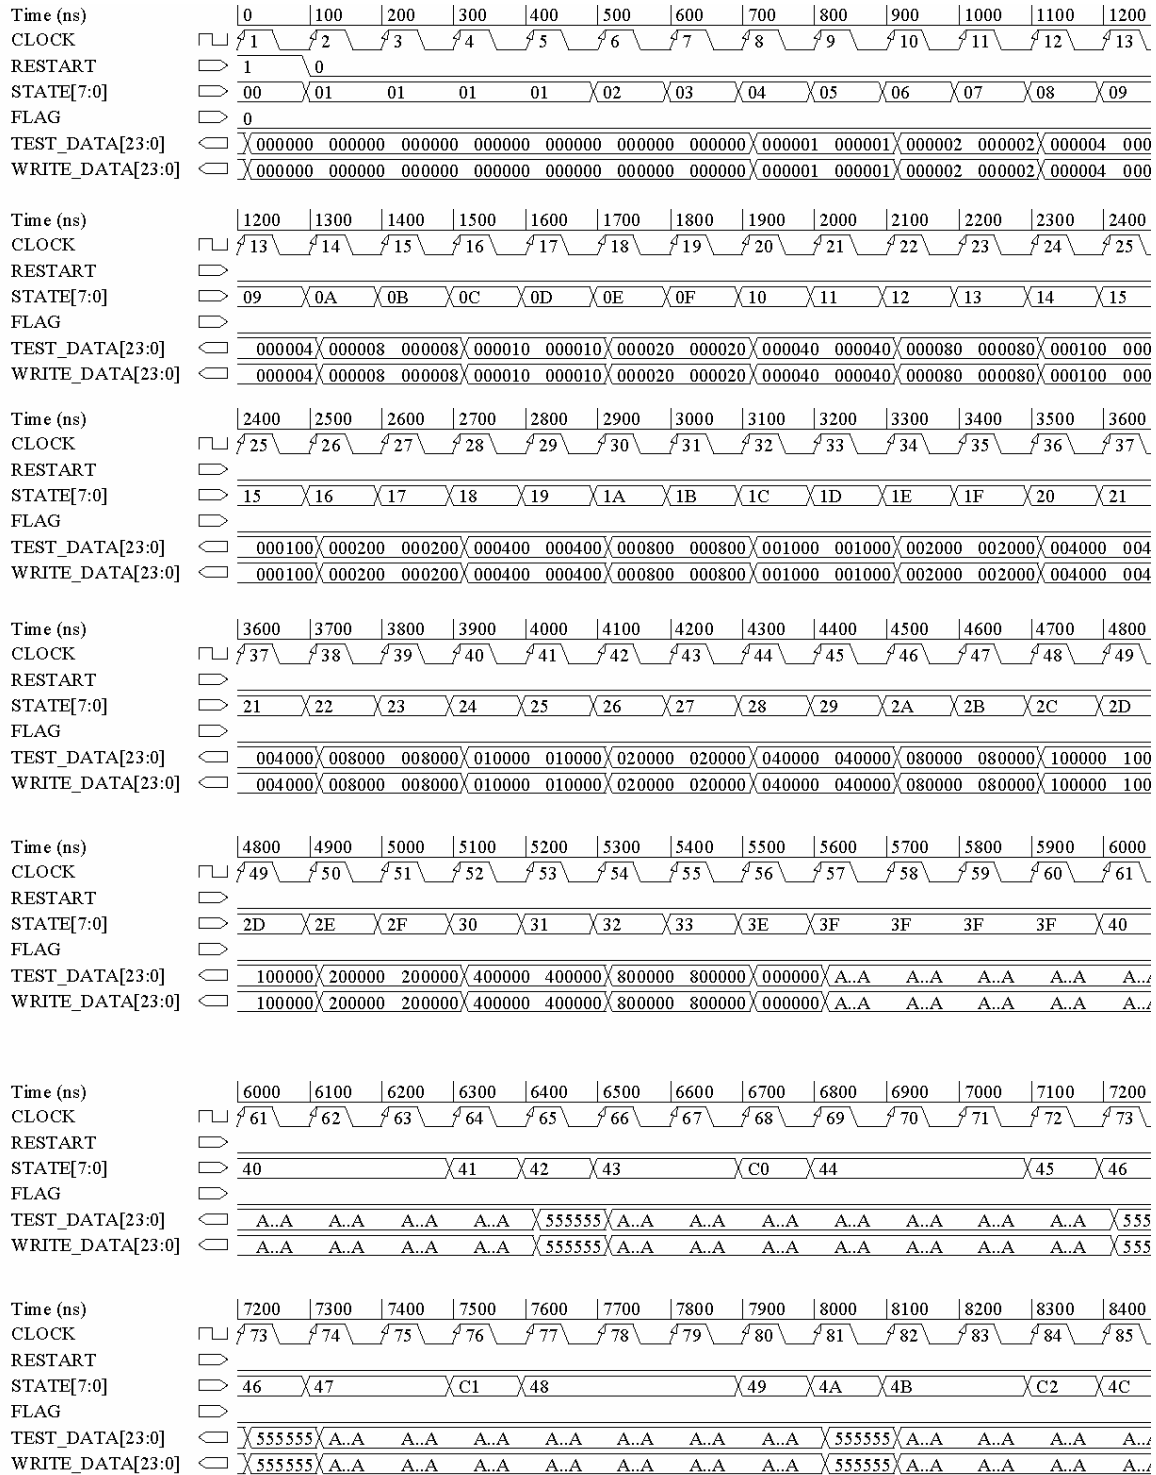 Time (ns) 0 100 200 300 400 500 600 700 800 900 1000 1100 1200
CLOCK 1 2 3 4 5 6 7 8 9 10 11 12 13
RESTART 1 0
STATE[7:0] 00 01 01 01 01 02 03 04 05 06 07 08 09
FLAG 0
TEST_DATA[23:0] 000000 000000 000000 000000 000000 000000 000000 000001 000001 000002 000002 000004 000
WRITE_DATA[23:0] 000000 000000 000000 000000 000000 000000 000000 000001 000001 000002 000002 000004 000
Time (ns) 1200 1300 1400 1500 1600 1700 1800 1900 2000 2100 2200 2300 2400
CLOCK 13 14 15 16 17 18 19 20 21 22 23 24 25
RESTART
STATE[7:0] 09 0A 0B 0C 0D 0E 0F 10 11 12 13 14 15
FLAG
TEST_DATA[23:0] 000004 000008 000008 000010 000010 000020 000020 000040 000040 000080 000080 000100 000
WRITE_DATA[23:0] 000004 000008 000008 000010 000010 000020 000020 000040 000040 000080 000080 000100 000
Time (ns) 2400 2500 2600 2700 2800 2900 3000 3100 3200 3300 3400 3500 3600
CLOCK 25 26 27 28 29 30 31 32 33 34 35 36 37
RESTART
STATE[7:0] 15 16 17 18 19 1A 1B 1C 1D 1E 1F 20 21
FLAG
TEST_DATA[23:0] 000100 000200 000200 000400 000400 000800 000800 001000 001000 002000 002000 004000 004
WRITE_DATA[23:0] 000100 000200 000200 000400 000400 000800 000800 001000 001000 002000 002000 004000 004
Time (ns) 3600 3700 3800 3900 4000 4100 4200 4300 4400 4500 4600 4700 4800
CLOCK 37 38 39 40 41 42 43 44 45 46 47 48 49
RESTART
STATE[7:0] 21 22 23 24 25 26 27 28 29 2A 2B 2C 2D
FLAG
TEST_DATA[23:0] 004000 008000 008000 010000 010000 020000 020000 040000 040000 080000 080000 100000 100
WRITE_DATA[23:0] 004000 008000 008000 010000 010000 020000 020000 040000 040000 080000 080000 100000 100
Time (ns) 4800 4900 5000 5100 5200 5300 5400 5500 5600 5700 5800 5900 6000
CLOCK 49 50 51 52 53 54 55 56 57 58 59 60 61
RESTART
STATE[7:0] 2D 2E 2F 30 31 32 33 3E 3F 3F 3F 3F 40
FLAG
TEST_DATA[23:0] 100000 200000 200000 400000 400000 800000 800000 000000 A..A A..A A..A A..A A..A
WRITE_DATA[23:0] 100000 200000 200000 400000 400000 800000 800000 000000 A..A A..A A..A A..A A..A
Time (ns) 6000 6100 6200 6300 6400 6500 6600 6700 6800 6900 7000 7100 7200
CLOCK 61 62 63 64 65 66 67 68 69 70 71 72 73
RESTART
STATE[7:0] 40 41 42 43 C0 44 45 46
FLAG
TEST_DATA[23:0] A..A A..A A..A A..A 555555 A..A A..A A..A A..A A..A A..A A..A 555
WRITE_DATA[23:0] A..A A..A A..A A..A 555555 A..A A..A A..A A..A A..A A..A A..A 555
Time (ns) 7200 7300 7400 7500 7600 7700 7800 7900 8000 8100 8200 8300 8400
CLOCK 73 74 75 76 77 78 79 80 81 82 83 84 85
RESTART
STATE[7:0] 46 47 C1 48 49 4A 4B C2 4C
FLAG
TEST_DATA[23:0] 555555 A..A A..A A..A A..A A..A A..A A..A 555555 A..A A..A A..A A..A
WRITE_DATA[23:0] 555555 A..A A..A A..A A..A A..A A..A A..A 555555 A..A A..A A..A A..A